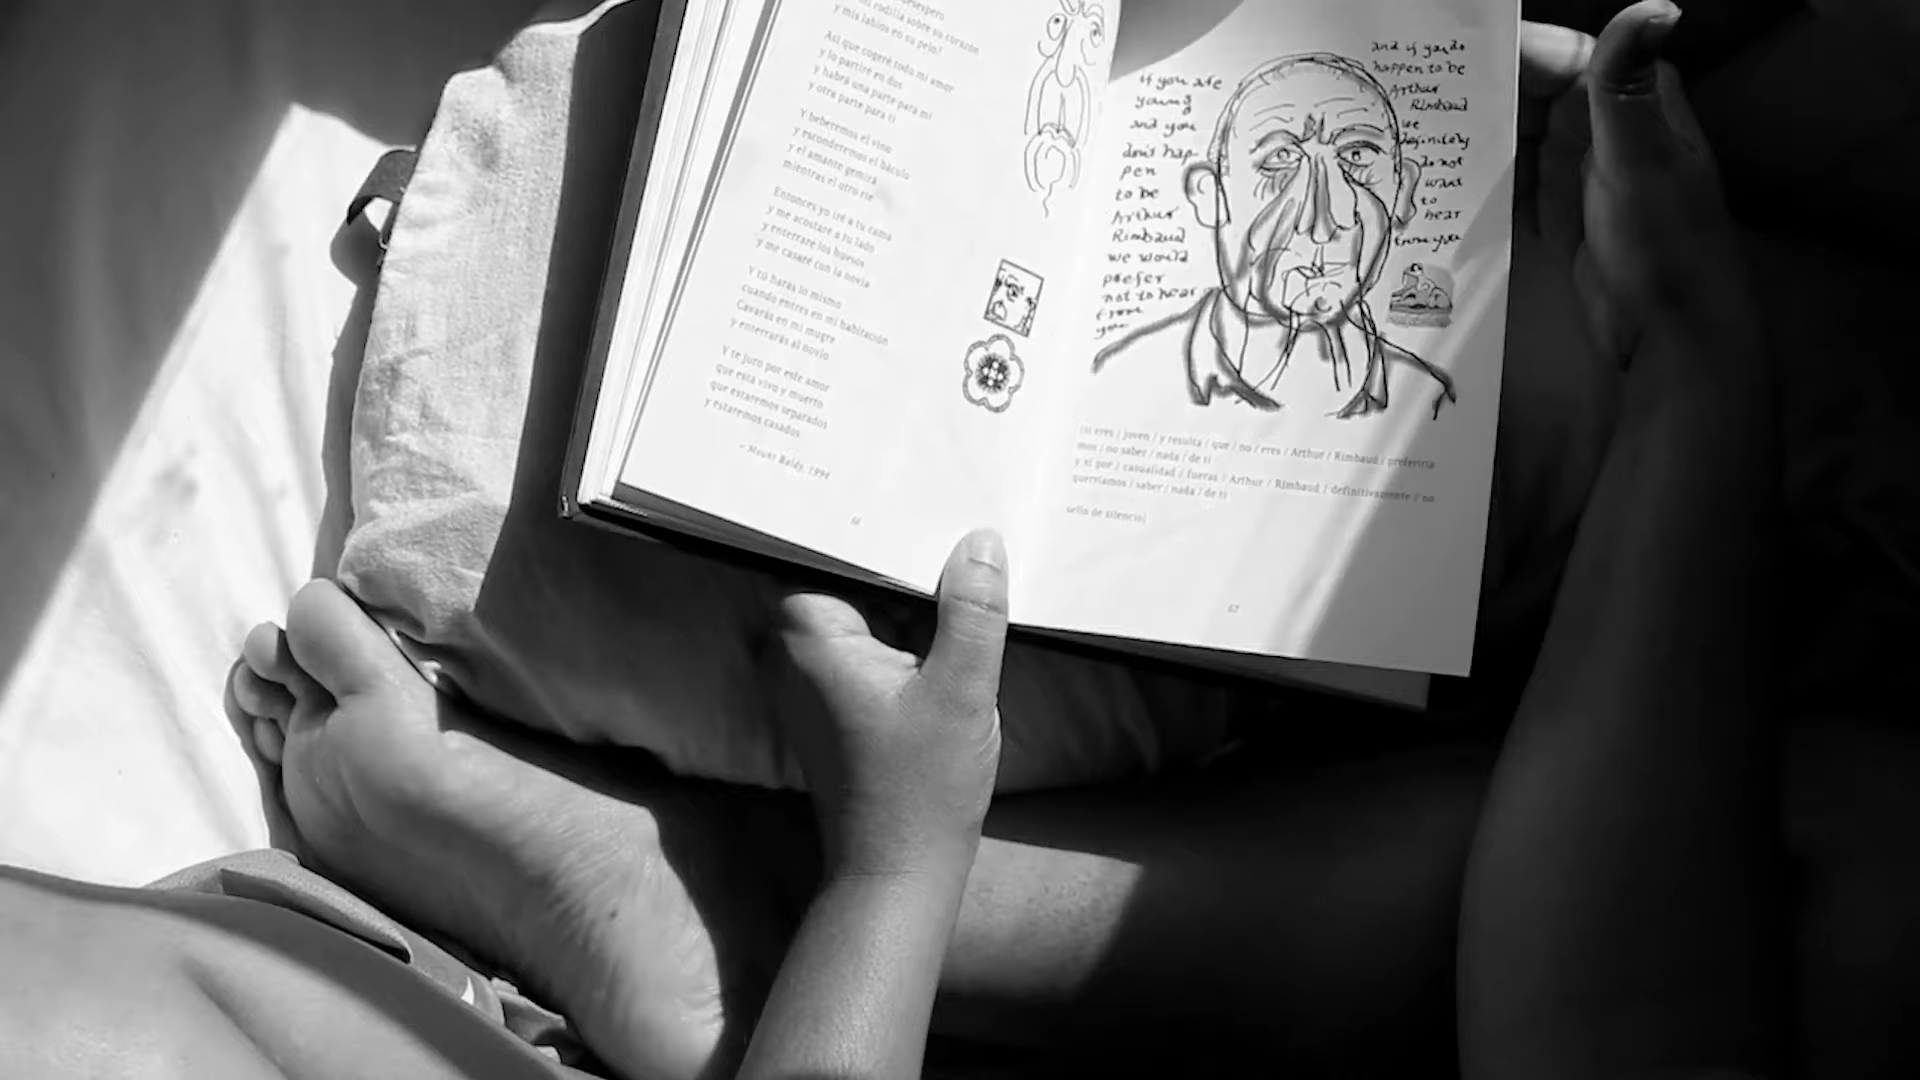 mi rodilla sobre su corazón
y mis labios en su pelo?
Así que cogeré todo mi amor
y lo partiré en dos
y habrá una parte para mí
y otra parte para ti
Y beberemos el vino
y esconderemos el báculo
y el amante gemirá
mientras el otro ríe
Entonces yo iré a tu cama
y me acostaré a tu lado
y enterraré los huesos
y me casaré con la novia
Y tú harás lo mismo
cuando entres en mi habitación
Cavarás en mi mugre
y enterrarás al novio
Y te juro por este amor
que está vivo y muerto
que estaremos separados
y estaremos casados
– Mount Baldy, 1994
66
if you are
young
and you
don't hap
pen
to be
Arthur
Rimbaud
we would
prefer
not to hear
from
you
and if you do
happen to be
Arthur
Rimbaud
we
definitely
do not
want
to
hear
from you
[si eres / joven / y resulta / que / no / eres / Arthur / Rimbaud / preferiría
mos / no saber / nada / de ti
y si por / casualidad / fueras / Arthur / Rimbaud / definitivamente / no
querríamos / saber / nada / de ti
sello de silencio]
67